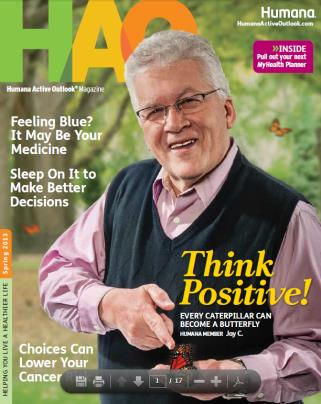 HAO
Humana Active Outlook® Magazine
Humana.
HumanaActiveOutlook.com
»INSIDE
Pull out your next
MyHealth Planner
Feeling Blue?
It May Be Your
Medicine
Sleep On It to
Make Better
Decisions
Spring 2013
HELPING YOU LIVE A HEALTHIER LIFE
Think
Positive!
EVERY CATERPILLAR CAN
BECOME A BUTTERFLY
HUMANA MEMBER Joy C.
Choices Can
Lower Your
Cancer
1 / 17